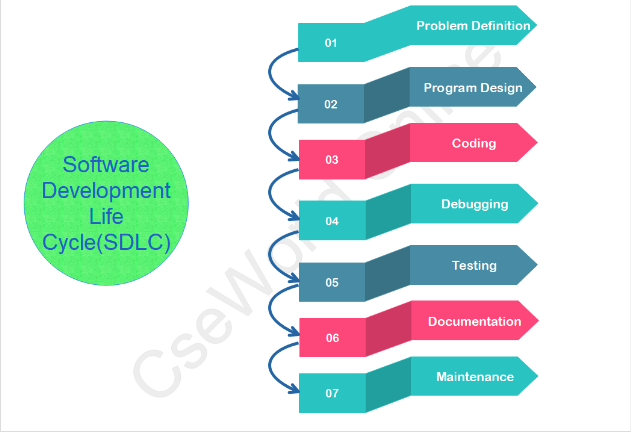 Software
Development
Life
Cycle(SDLC)
01
Problem Definition
02
Program Design
03
Coding
04
Debugging
05
Testing
06
Documentation
07
Maintenance
CseWorld Online